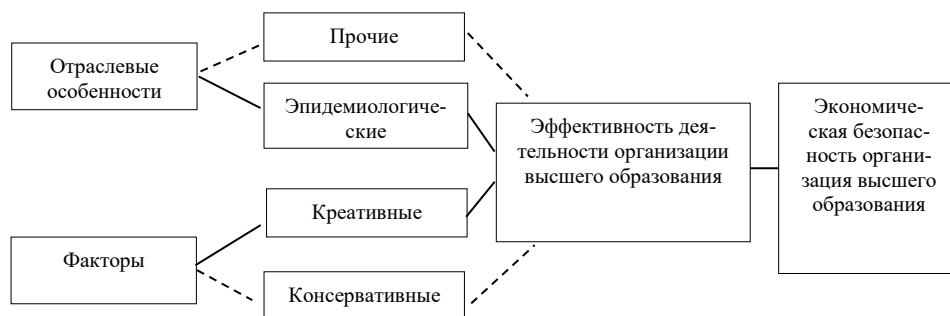 Прочие
Отраслевые
особенности
Эпидемиологиче-
ские
Эффективность дея-
тельности организации
высшего образования
Экономиче-
ская безопас-
ность органи-
зация высшего
образования
Креативные
Факторы
Консервативные